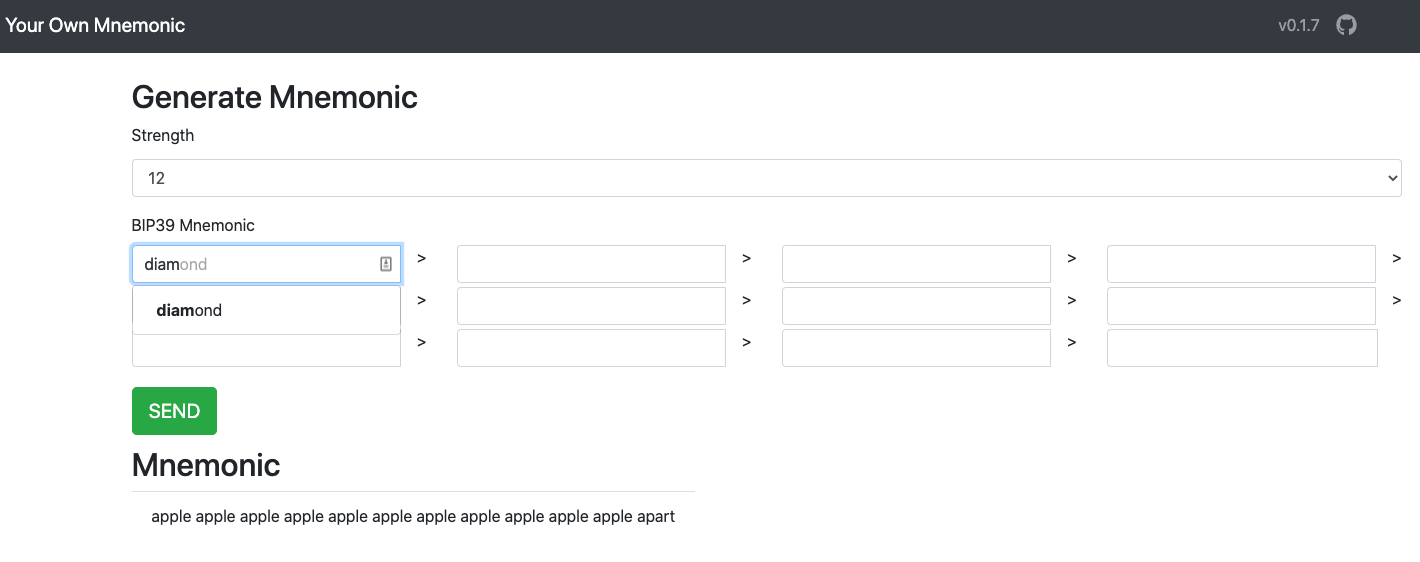 Your Own Mnemonic v0.1.7
Generate Mnemonic
Strength
12
BIP39 Mnemonic
diamond > > > >
diamond > > > >
> > >
SEND
Mnemonic
apple apple apple apple apple apple apple apple apple apple apple apart